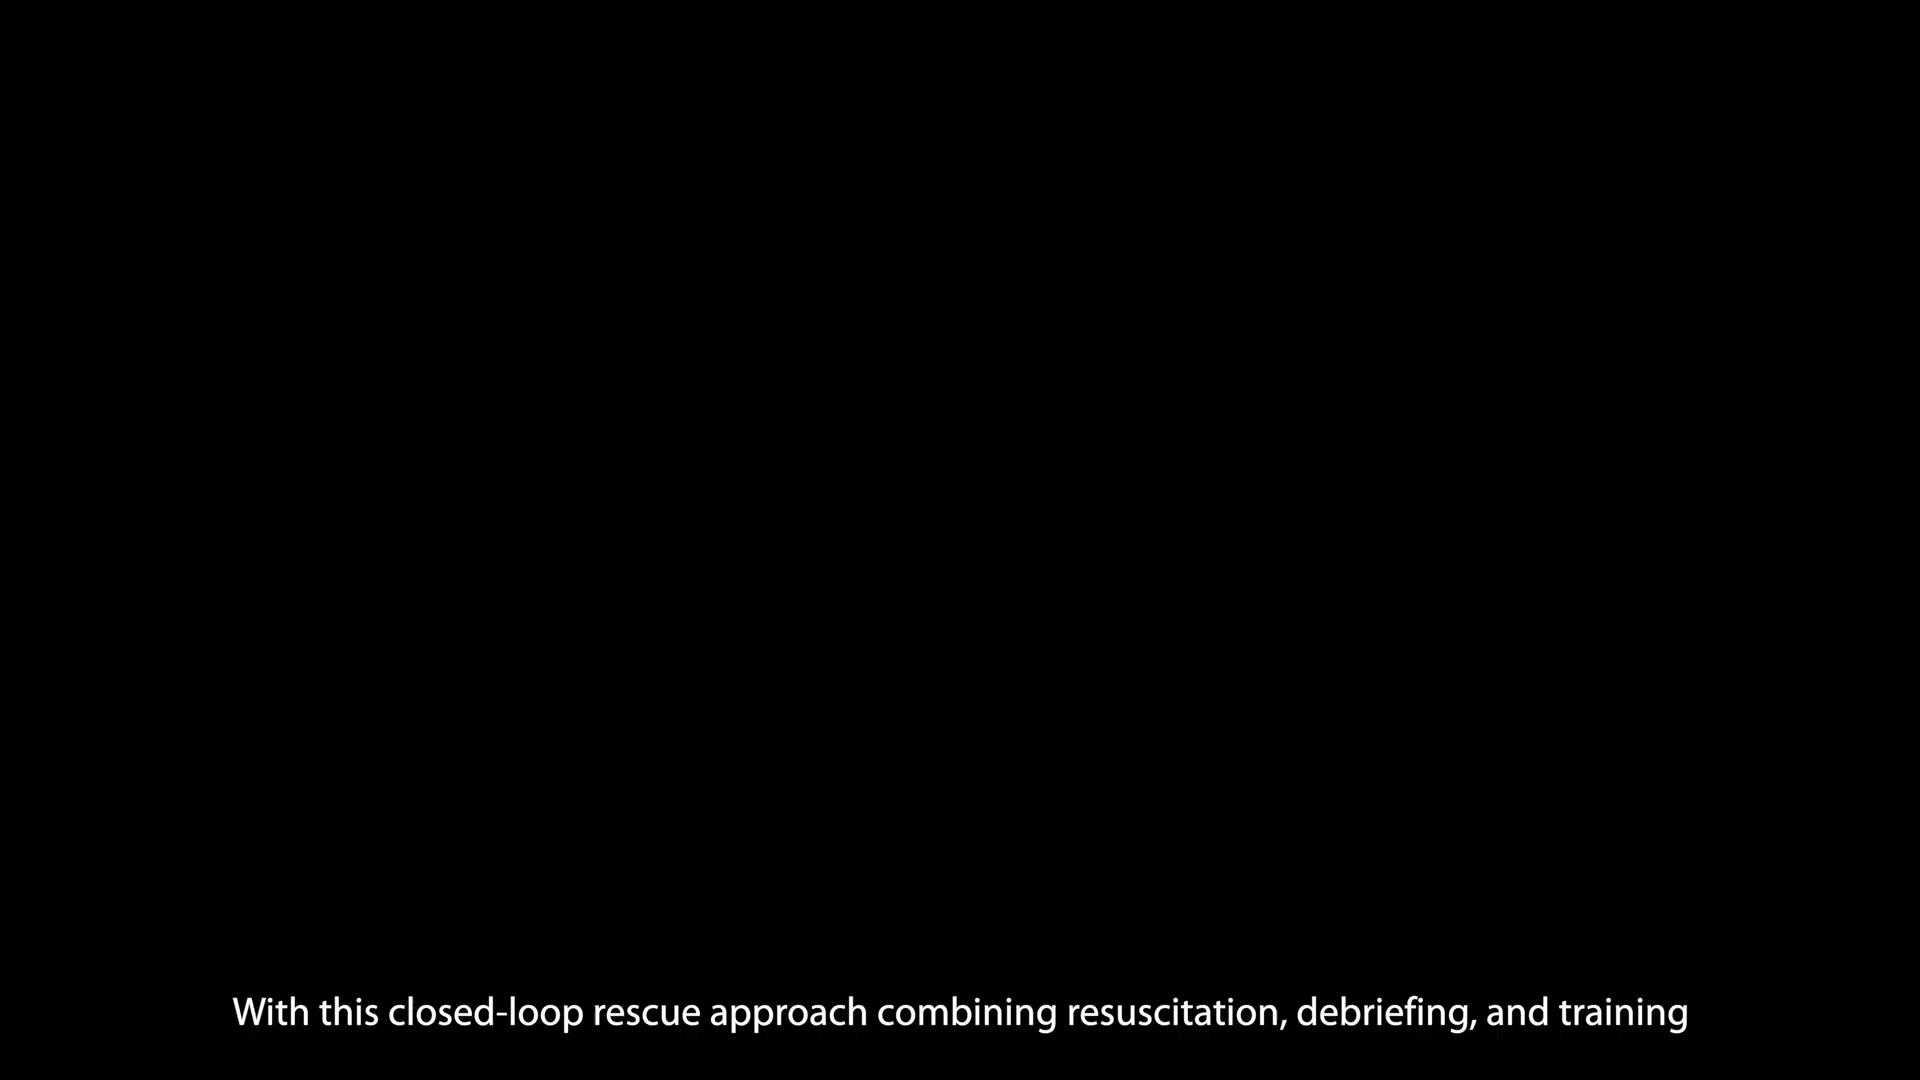 With this closed-loop rescue approach combining resuscitation, debriefing, and training